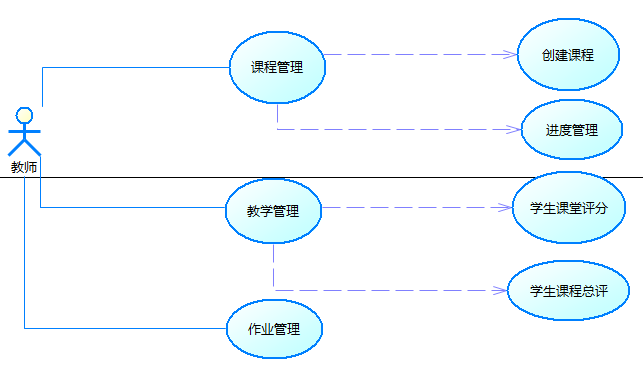 创建课程
课程管理
进度管理
教师
教学管理
学生课堂评分
学生课程总评
作业管理